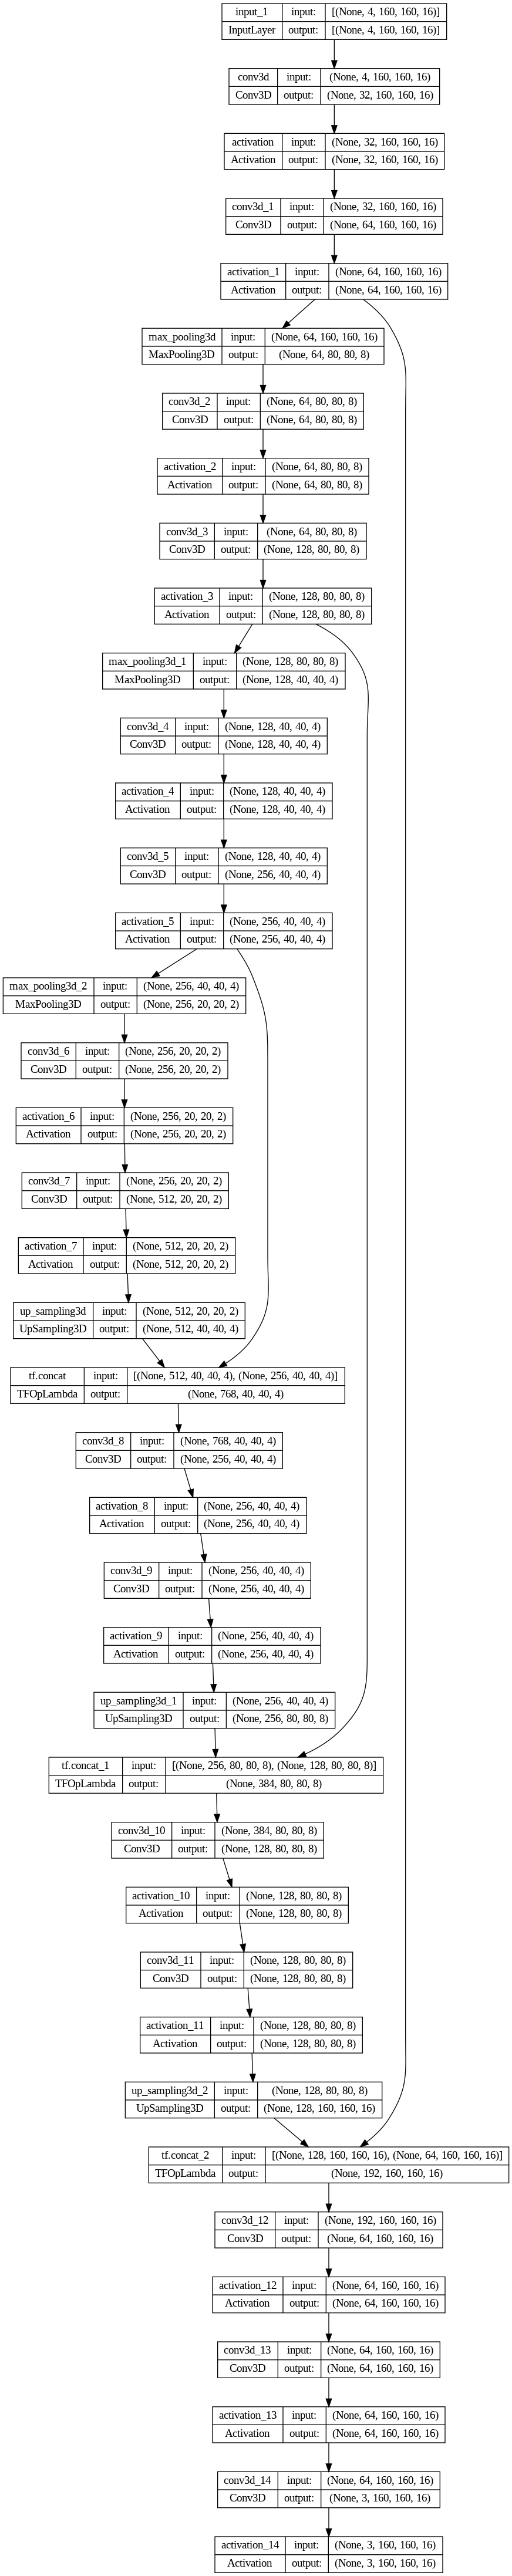 input_1 input: [(None, 4, 160, 160, 16)]
InputLayer output: [(None, 4, 160, 160, 16)]
conv3d input: (None, 4, 160, 160, 16)
Conv3D output: (None, 32, 160, 160, 16)
activation input: (None, 32, 160, 160, 16)
Activation output: (None, 32, 160, 160, 16)
conv3d_1 input: (None, 32, 160, 160, 16)
Conv3D output: (None, 64, 160, 160, 16)
activation_1 input: (None, 64, 160, 160, 16)
Activation output: (None, 64, 160, 160, 16)
max_pooling3d input: (None, 64, 160, 160, 16)
MaxPooling3D output: (None, 64, 80, 80, 8)
conv3d_2 input: (None, 64, 80, 80, 8)
Conv3D output: (None, 64, 80, 80, 8)
activation_2 input: (None, 64, 80, 80, 8)
Activation output: (None, 64, 80, 80, 8)
conv3d_3 input: (None, 64, 80, 80, 8)
Conv3D output: (None, 128, 80, 80, 8)
activation_3 input: (None, 128, 80, 80, 8)
Activation output: (None, 128, 80, 80, 8)
max_pooling3d_1 input: (None, 128, 80, 80, 8)
MaxPooling3D output: (None, 128, 40, 40, 4)
conv3d_4 input: (None, 128, 40, 40, 4)
Conv3D output: (None, 128, 40, 40, 4)
activation_4 input: (None, 128, 40, 40, 4)
Activation output: (None, 128, 40, 40, 4)
conv3d_5 input: (None, 128, 40, 40, 4)
Conv3D output: (None, 256, 40, 40, 4)
activation_5 input: (None, 256, 40, 40, 4)
Activation output: (None, 256, 40, 40, 4)
max_pooling3d_2 input: (None, 256, 40, 40, 4)
MaxPooling3D output: (None, 256, 20, 20, 2)
conv3d_6 input: (None, 256, 20, 20, 2)
Conv3D output: (None, 256, 20, 20, 2)
activation_6 input: (None, 256, 20, 20, 2)
Activation output: (None, 256, 20, 20, 2)
conv3d_7 input: (None, 256, 20, 20, 2)
Conv3D output: (None, 512, 20, 20, 2)
activation_7 input: (None, 512, 20, 20, 2)
Activation output: (None, 512, 20, 20, 2)
up_sampling3d input: (None, 512, 20, 20, 2)
UpSampling3D output: (None, 512, 40, 40, 4)
tf.concat input: [(None, 512, 40, 40, 4), (None, 256, 40, 40, 4)]
TFOpLambda output: (None, 768, 40, 40, 4)
conv3d_8 input: (None, 768, 40, 40, 4)
Conv3D output: (None, 256, 40, 40, 4)
activation_8 input: (None, 256, 40, 40, 4)
Activation output: (None, 256, 40, 40, 4)
conv3d_9 input: (None, 256, 40, 40, 4)
Conv3D output: (None, 256, 40, 40, 4)
activation_9 input: (None, 256, 40, 40, 4)
Activation output: (None, 256, 40, 40, 4)
up_sampling3d_1 input: (None, 256, 40, 40, 4)
UpSampling3D output: (None, 256, 80, 80, 8)
tf.concat_1 input: [(None, 256, 80, 80, 8), (None, 128, 80, 80, 8)]
TFOpLambda output: (None, 384, 80, 80, 8)
conv3d_10 input: (None, 384, 80, 80, 8)
Conv3D output: (None, 128, 80, 80, 8)
activation_10 input: (None, 128, 80, 80, 8)
Activation output: (None, 128, 80, 80, 8)
conv3d_11 input: (None, 128, 80, 80, 8)
Conv3D output: (None, 128, 80, 80, 8)
activation_11 input: (None, 128, 80, 80, 8)
Activation output: (None, 128, 80, 80, 8)
up_sampling3d_2 input: (None, 128, 80, 80, 8)
UpSampling3D output: (None, 128, 160, 160, 16)
tf.concat_2 input: [(None, 128, 160, 160, 16), (None, 64, 160, 160, 16)]
TFOpLambda output: (None, 192, 160, 160, 16)
conv3d_12 input: (None, 192, 160, 160, 16)
Conv3D output: (None, 64, 160, 160, 16)
activation_12 input: (None, 64, 160, 160, 16)
Activation output: (None, 64, 160, 160, 16)
conv3d_13 input: (None, 64, 160, 160, 16)
Conv3D output: (None, 64, 160, 160, 16)
activation_13 input: (None, 64, 160, 160, 16)
Activation output: (None, 64, 160, 160, 16)
conv3d_14 input: (None, 64, 160, 160, 16)
Conv3D output: (None, 3, 160, 160, 16)
activation_14 input: (None, 3, 160, 160, 16)
Activation output: (None, 3, 160, 160, 16)